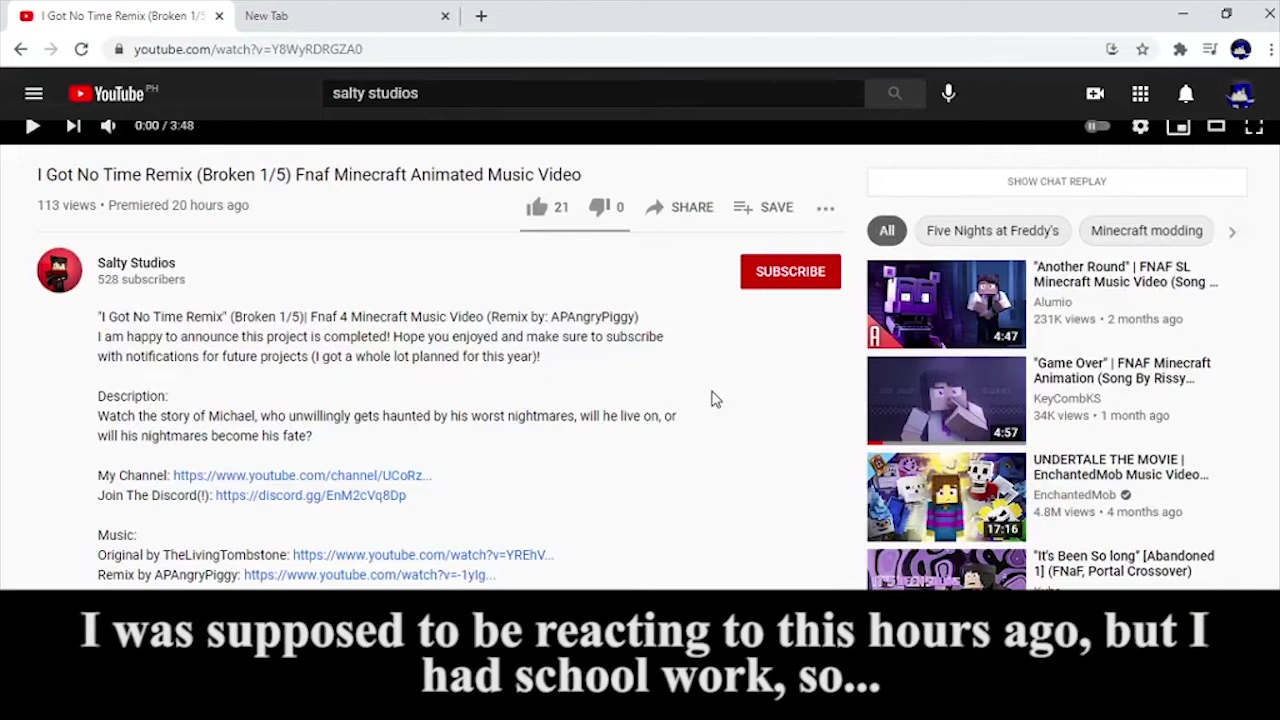 I Got No Time Remix (Broken 1/5)
New Tab
youtube.com/watch?v=Y8WyRDRGZA0
YouTube PH
salty studios
0:00 / 3:48
I Got No Time Remix (Broken 1/5) Fnaf Minecraft Animated Music Video
113 views • Premiered 20 hours ago
21
0
SHARE
SAVE
Salty Studios
528 subscribers
SUBSCRIBE
"I Got No Time Remix" (Broken 1/5)| Fnaf 4 Minecraft Music Video (Remix by: APAngryPiggy)
I am happy to announce this project is completed! Hope you enjoyed and make sure to subscribe
with notifications for future projects (I got a whole lot planned for this year)!
Description:
Watch the story of Michael, who unwillingly gets haunted by his worst nightmares, will he live on, or
will his nightmares become his fate?
My Channel: https://www.youtube.com/channel/UCoRz...
Join The Discord(!): https://discord.gg/EnM2cVq8Dp
Music:
Original by TheLivingTombstone: https://www.youtube.com/watch?v=YREhV...
Remix by APAngryPiggy: https://www.youtube.com/watch?v=-1yIg...
SHOW CHAT REPLAY
All
Five Nights at Freddy's
Minecraft modding
"Another Round" | FNAF SL
Minecraft Music Video (Song ...
Alumio
231K views • 2 months ago
4:47
"Game Over" | FNAF Minecraft
Animation (Song By Rissy...
KeyCombKS
34K views • 1 month ago
4:57
UNDERTALE THE MOVIE |
EnchantedMob Music Video...
EnchantedMob
4.8M views • 4 months ago
17:16
"It's Been So long" [Abandoned
1] (FNaF, Portal Crossover)
I was supposed to be reacting to this hours ago, but I
had school work, so...